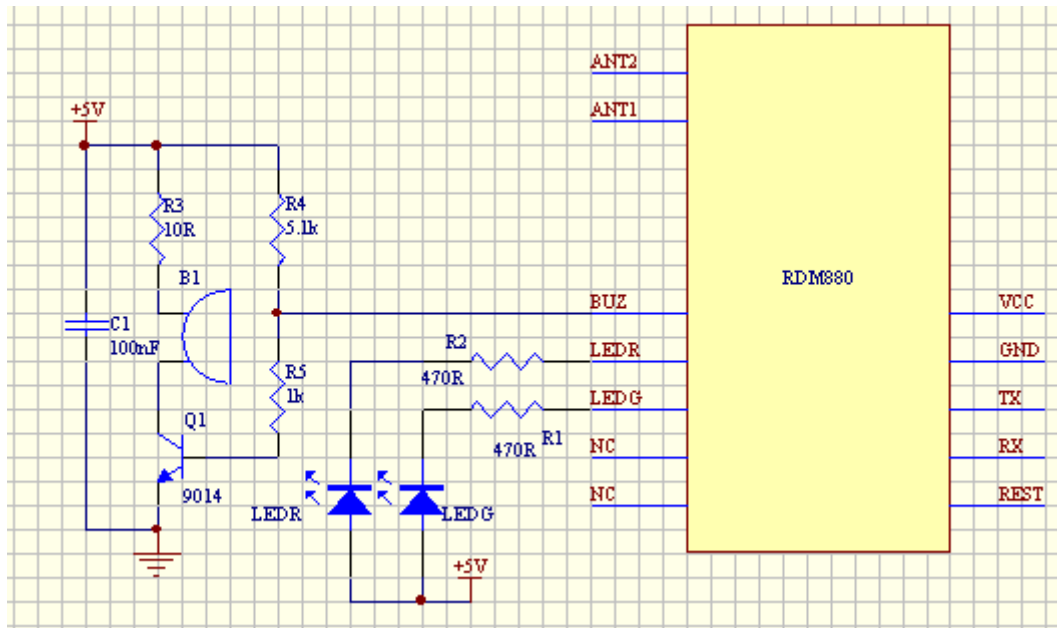 ANT2
ANT1
+5V
R3
10R
R4
5.1k
B1
RDM880
BUZ
VCC
C1
100nF
R2
470R
LEDR
GND
R5
1k
LEDG
TX
Q1
470R
R1
NC
RX
9014
NC
REST
LEDR
LEDG
+5V